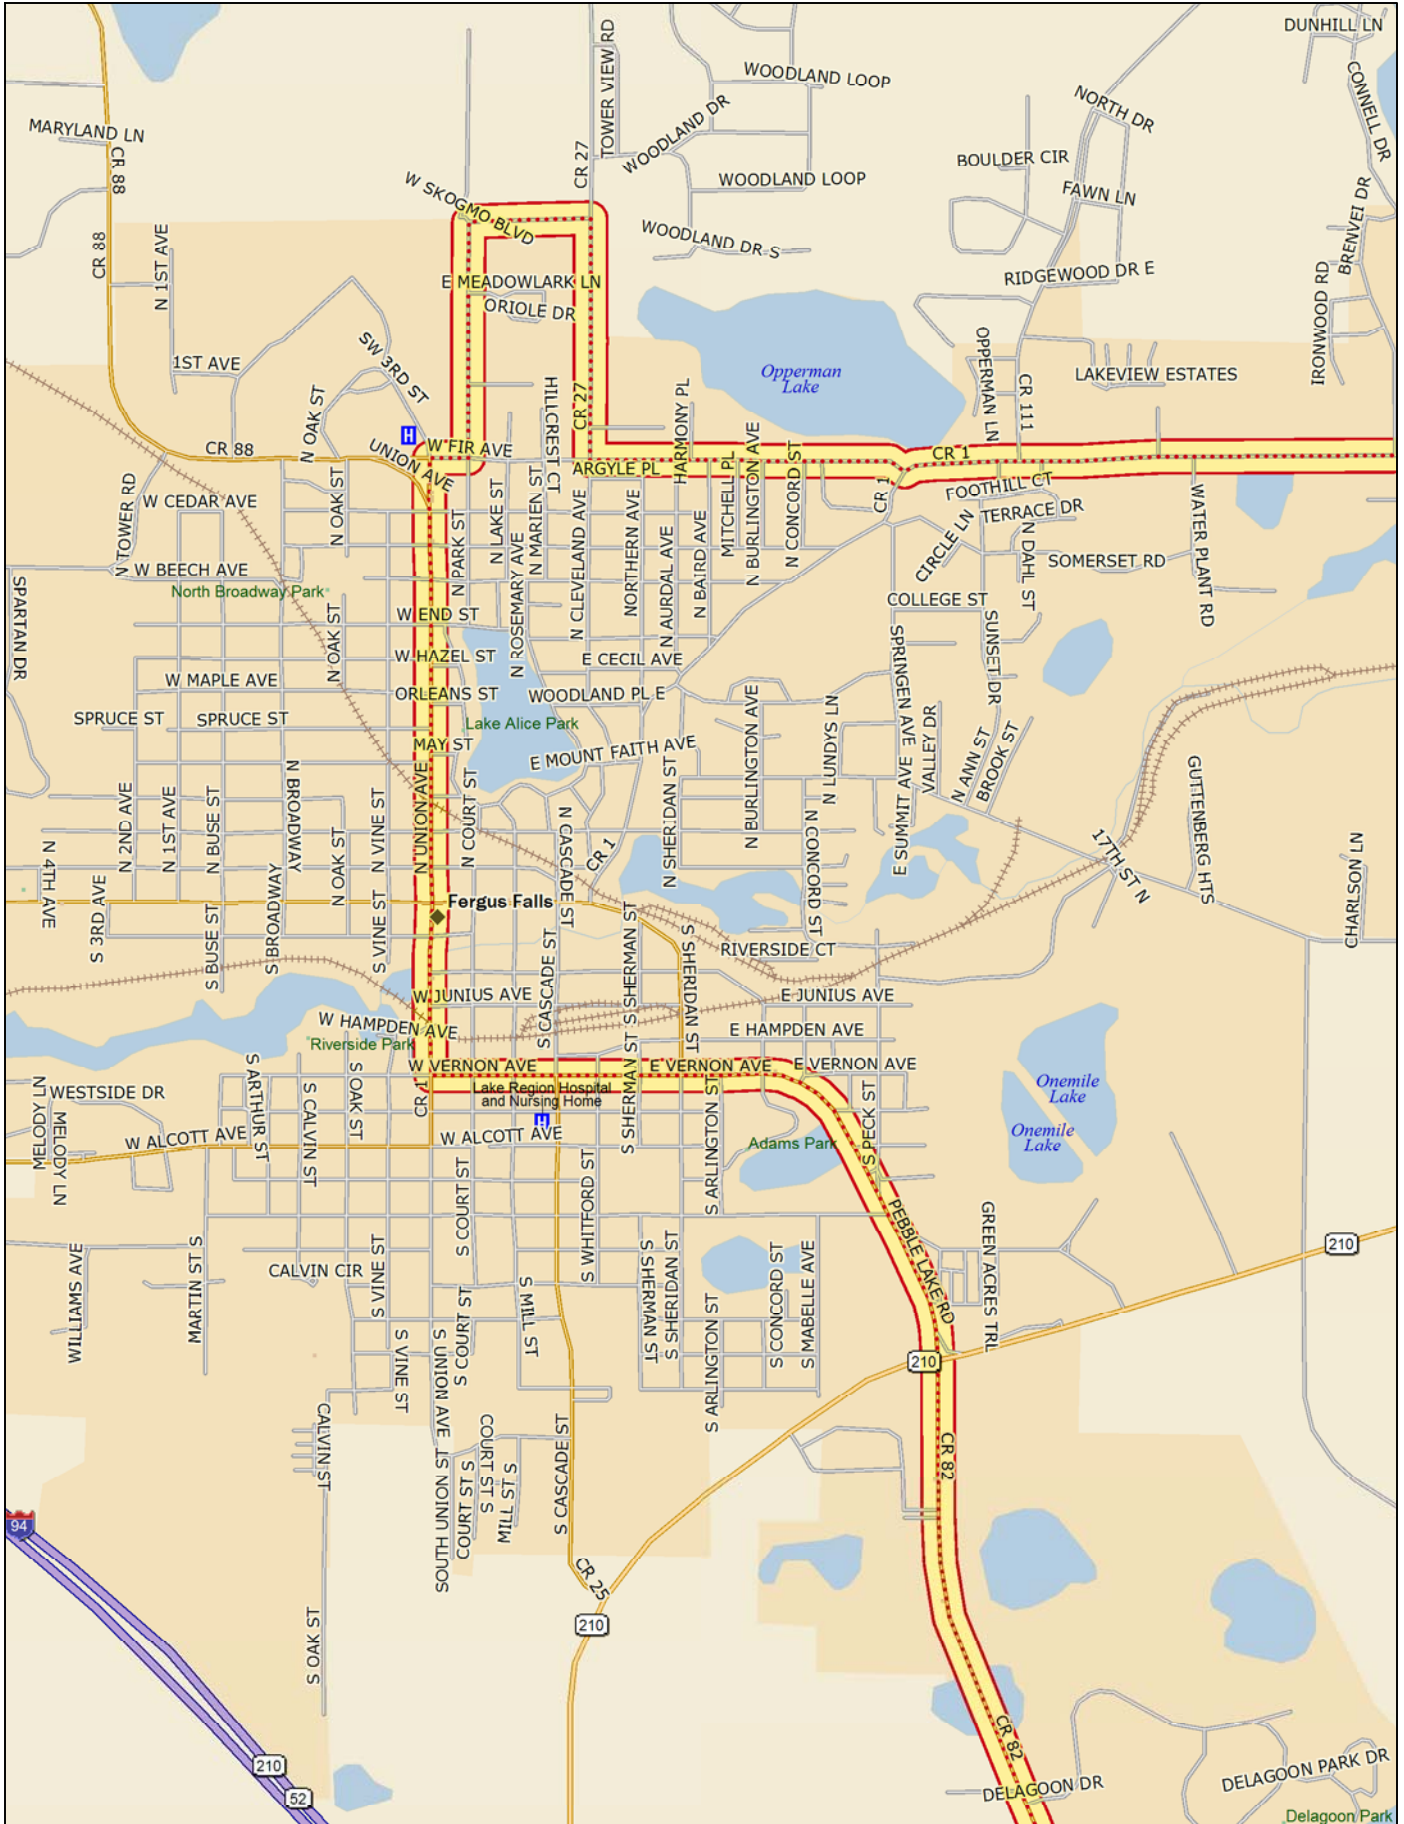 DUNHILL LN
TOWER VIEW RD
WOODLAND LOOP
CONNELL DR
NORTH DR
WOODLAND DR
MARYLAND LN
CR 88
CR 27
BOULDER CIR
WOODLAND LOOP
FAWN LN
W SKOGMO BLVD
BRENVEI DR
WOODLAND DR S
CR 88
N 1ST AVE
RIDGEWOOD DR E
E MEADOWLARK LN
ORIOLE DR
IRONWOOD RD
SW 3RD ST
1ST AVE
Opperman
Lake
OPPERMAN LN
CR 111
LAKEVIEW ESTATES
HILLCREST CT
CR 27
HARMONY PL
N OAK ST
H
CR 88
UNION AVE
W FIR AVE
ARGYLE PL
CR 1
MITCHELL PL
N BURLINGTON AVE
N CONCORD ST
CR 1
FOOTHILL CT
TERRACE DR
W CEDAR AVE
N TOWER RD
N OAK ST
N PARK ST
N LAKE ST
N ROSEMARY AVE
N MARIEN ST
N CLEVELAND AVE
NORTHERN AVE
N AURDAL AVE
N BAIRD AVE
CIRCLE LN
N DAHL ST
SOMERSET RD
WATER PLANT RD
W BEECH AVE
North Broadway Park
SPARTAN DR
N OAK ST
W END ST
COLLEGE ST
SUNSET DR
W HAZEL ST
E CECIL AVE
SPRINGEN AVE
W MAPLE AVE
ORLEANS ST
WOODLAND PL E
SPRUCE ST
SPRUCE ST
Lake Alice Park
MAY ST
E MOUNT FAITH AVE
N BURLINGTON AVE
N LUNDYS LN
VALLEY DR
N ANN ST
BROOK ST
GUTTENBERG HTS
N 2ND AVE
N 1ST AVE
N BUSE ST
N BROADWAY
N OAK ST
N VINE ST
N UNION AVE
N COURT ST
N CASCADE ST
CR 1
N SHERIDAN ST
N CONCORD ST
E SUMMIT AVE
17TH ST N
CHARLSON LN
N 4TH AVE
S 3RD AVE
Fergus Falls
S BUSE ST
S BROADWAY
S VINE ST
S CASCADE ST
S SHERMAN ST
S SHERIDAN ST
RIVERSIDE CT
W JUNIUS AVE
E JUNIUS AVE
W HAMPDEN AVE
E HAMPDEN AVE
Riverside Park
W VERNON AVE
E VERNON AVE
E VERNON AVE
Lake Region Hospital
and Nursing Home
H
Onemile
Lake
Onemile
Lake
MELODY LN
MELODY LN
WESTSIDE DR
S ARTHUR ST
S CALVIN ST
S OAK ST
CR 1
W ALCOTT AVE
W ALCOTT AVE
S SHERMAN ST
S ARLINGTON ST
Adams Park
S PECK ST
S COURT ST
S WHITFORD ST
PEBBLE LAKE RD
GREEN ACRES TRL
210
WILLIAMS AVE
MARTIN ST S
CALVIN CIR
S VINE ST
S COURT ST
S MILL ST
S SHERMAN ST
S SHERIDAN ST
S ARLINGTON ST
S CONCORD ST
S MABELLE AVE
210
S VINE ST
S UNION AVE
CALVIN ST
SOUTH UNION ST
COURT ST S
COURT ST S
MILL ST S
S CASCADE ST
CR 82
94
CR 25
210
S OAK ST
CR 82
210
52
DELAGOON DR
DELAGOON PARK DR
Delagoon Park